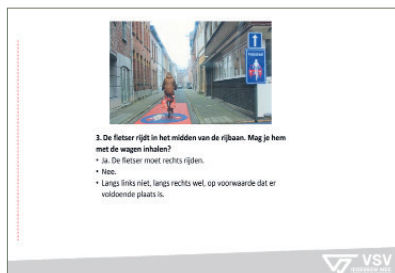 3. De fietser rijdt in het midden van de rijbaan. Mag je hem
met de wagen inhalen?
• Ja. De fietser moet rechts rijden.
• Nee.
• Langs links niet, langs rechts wel, op voorwaarde dat er
voldoende plaats is.
VSV